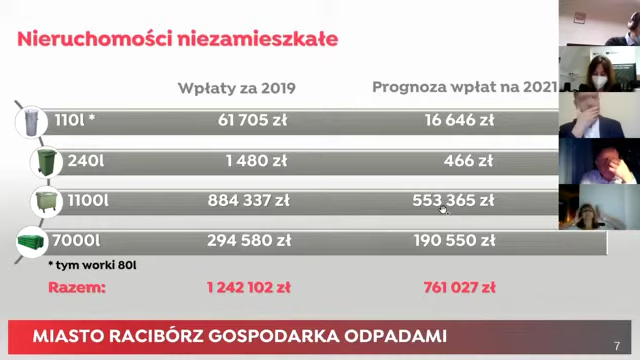 Nieruchomości niezamieszkałe
Wpłaty za 2019 Prognoza wpłat na 2021
110l * 61 705 zł 16 646 zł
240l 1 480 zł 466 zł
1100l 884 337 zł 553 365 zł
7000l 294 580 zł 190 550 zł
* tym worki 80l
Razem: 1 242 102 zł 761 027 zł
MIASTO RACIBÓRZ GOSPODARKA ODPADAMI
7